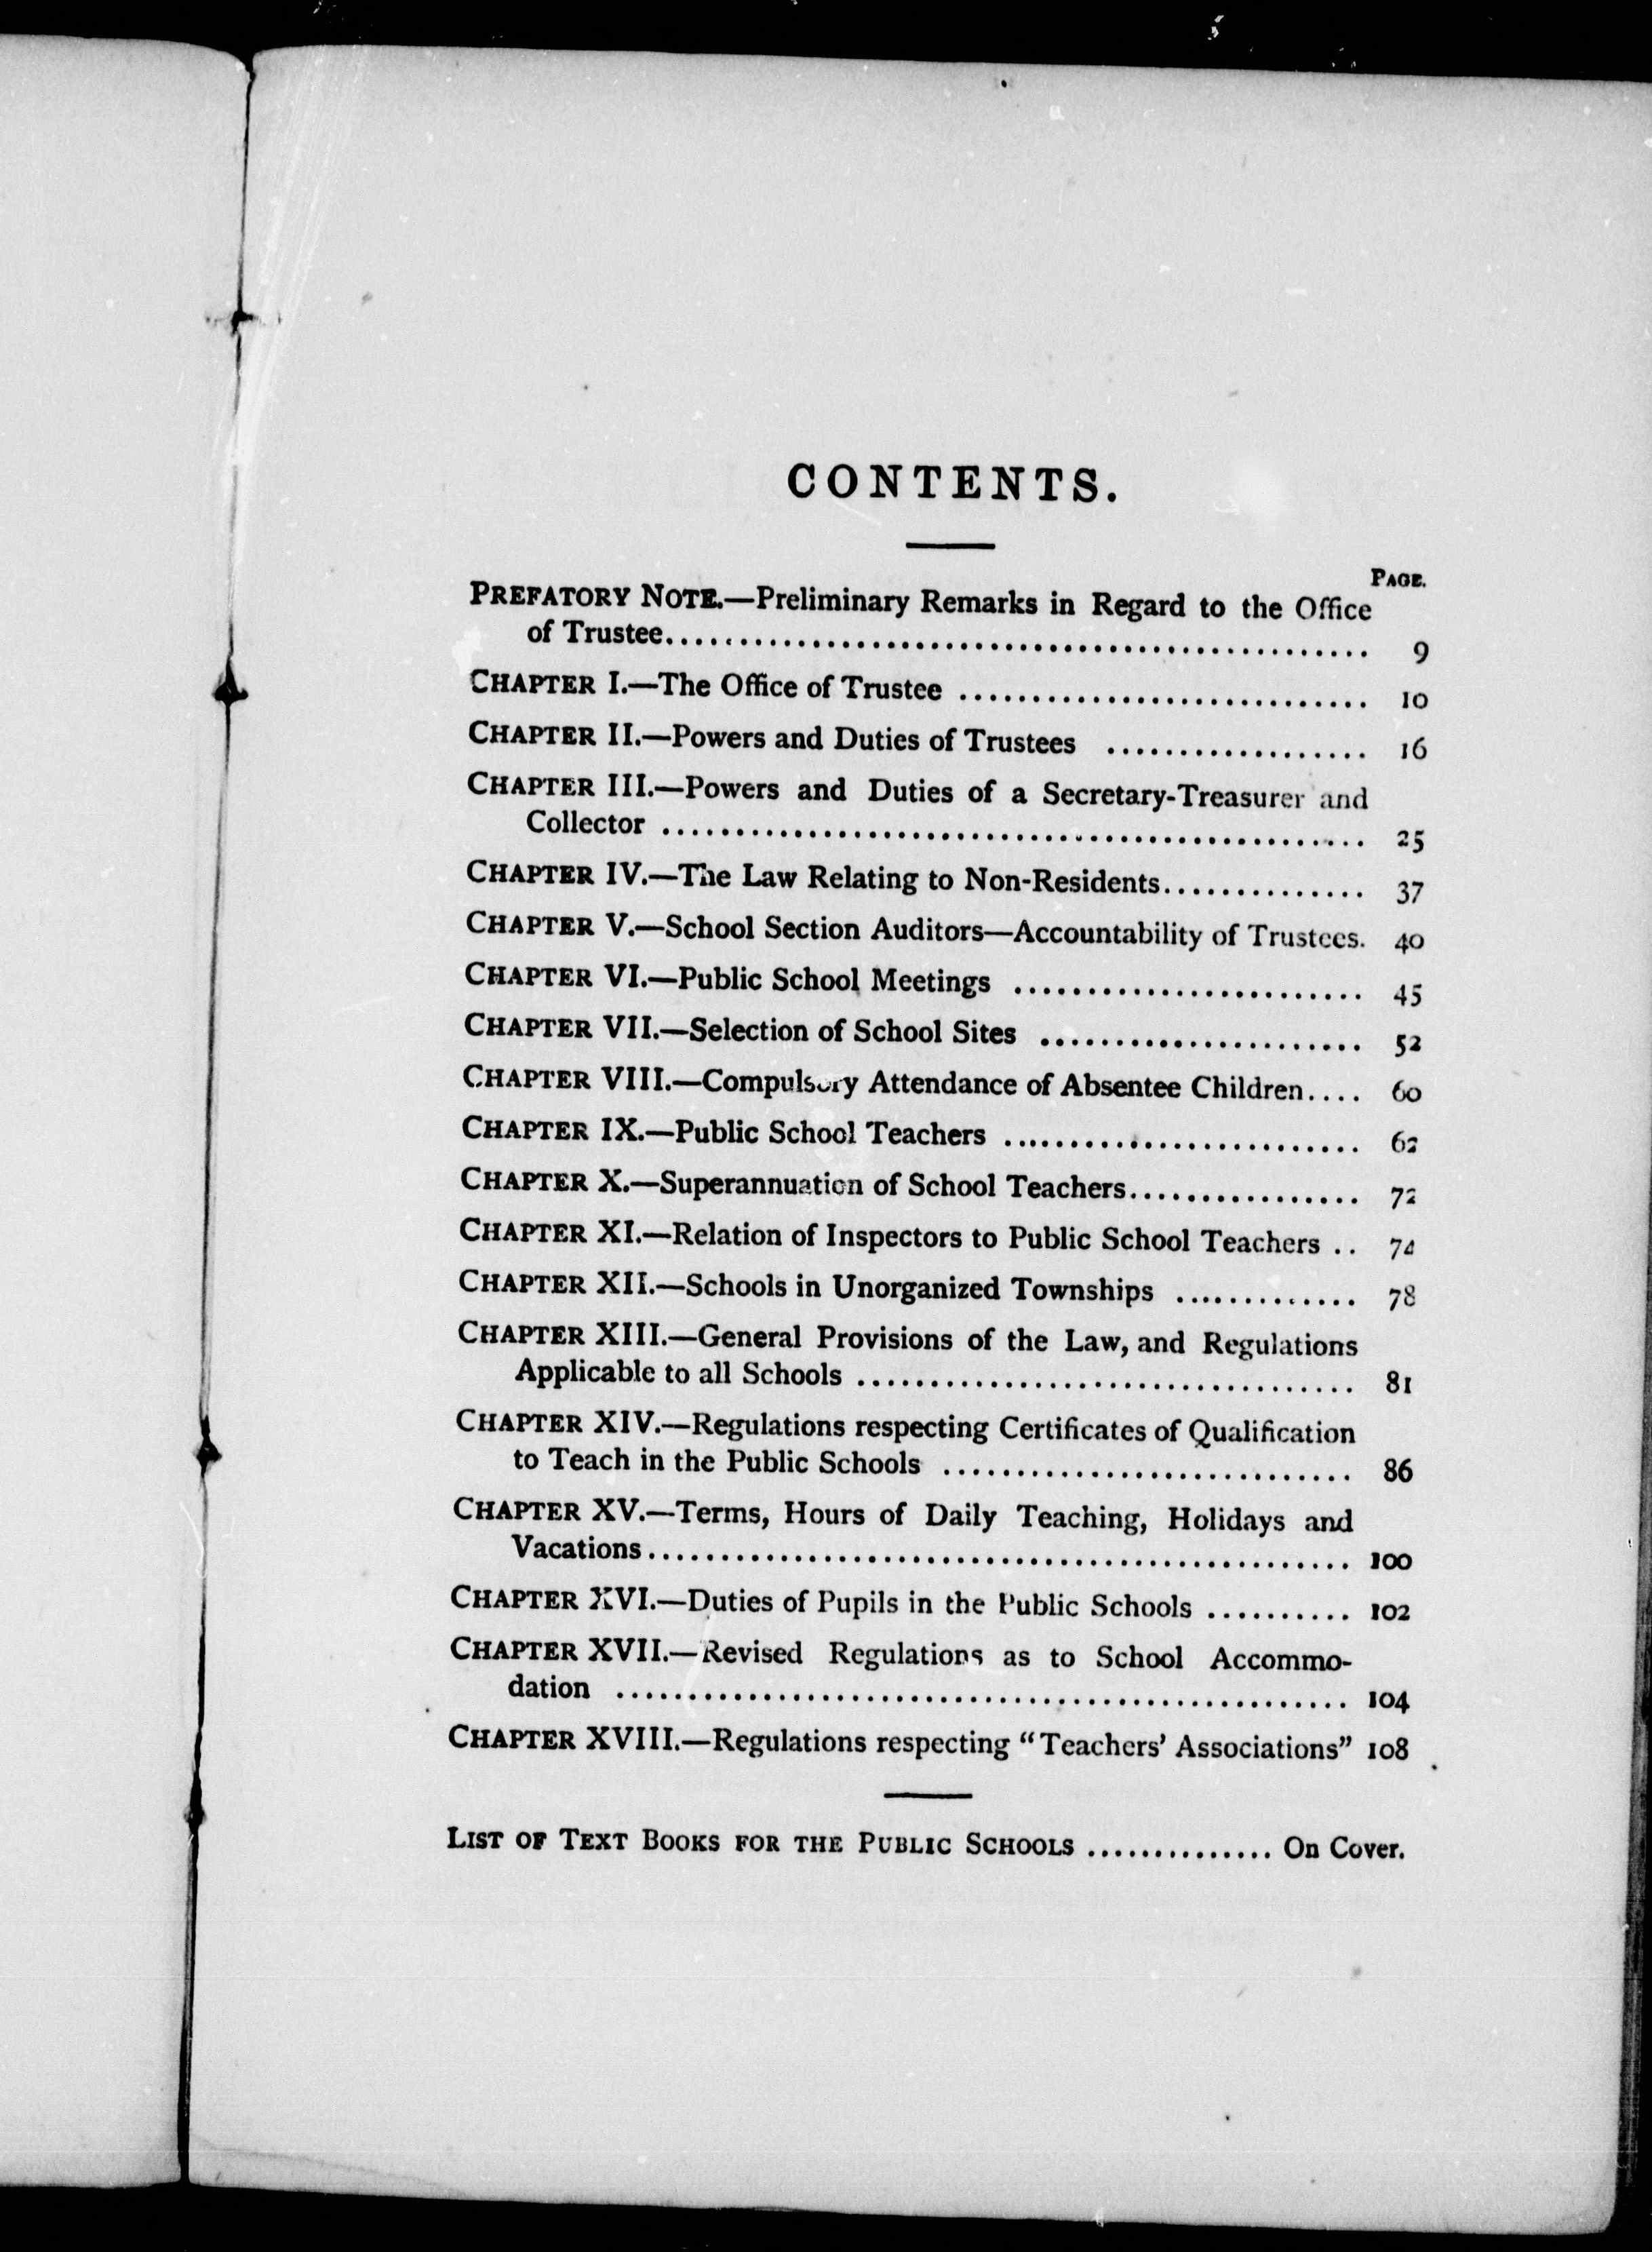 CONTENTS.
PAGE.
PREFATORY NOTE.—Preliminary Remarks in Regard to the Office
of Trustee................................................ 9
CHAPTER I.—The Office of Trustee ............................ 10
CHAPTER II.—Powers and Duties of Trustees .................. 16
CHAPTER III.—Powers and Duties of a Secretary-Treasurer and
Collector ................................................ 25
CHAPTER IV.—The Law Relating to Non-Residents.............. 37
CHAPTER V.—School Section Auditors—Accountability of Trustees. 40
CHAPTER VI.—Public School Meetings ........................ 45
CHAPTER VII.—Selection of School Sites ...................... 52
CHAPTER VIII.—Compulsory Attendance of Absentee Children.... 60
CHAPTER IX.—Public School Teachers ........................ 62
CHAPTER X.—Superannuation of School Teachers................ 72
CHAPTER XI.—Relation of Inspectors to Public School Teachers .. 74
CHAPTER XII.—Schools in Unorganized Townships ............. 78
CHAPTER XIII.—General Provisions of the Law, and Regulations
Applicable to all Schools .................................. 81
CHAPTER XIV.—Regulations respecting Certificates of Qualification
to Teach in the Public Schools ............................ 86
CHAPTER XV.—Terms, Hours of Daily Teaching, Holidays and
Vacations................................................ 100
CHAPTER XVI.—Duties of Pupils in the Public Schools .......... 102
CHAPTER XVII.—Revised Regulations as to School Accommo-
dation .................................................. 104
CHAPTER XVIII.—Regulations respecting “Teachers’ Associations” 108
LIST OF TEXT BOOKS FOR THE PUBLIC SCHOOLS .............. On Cover.